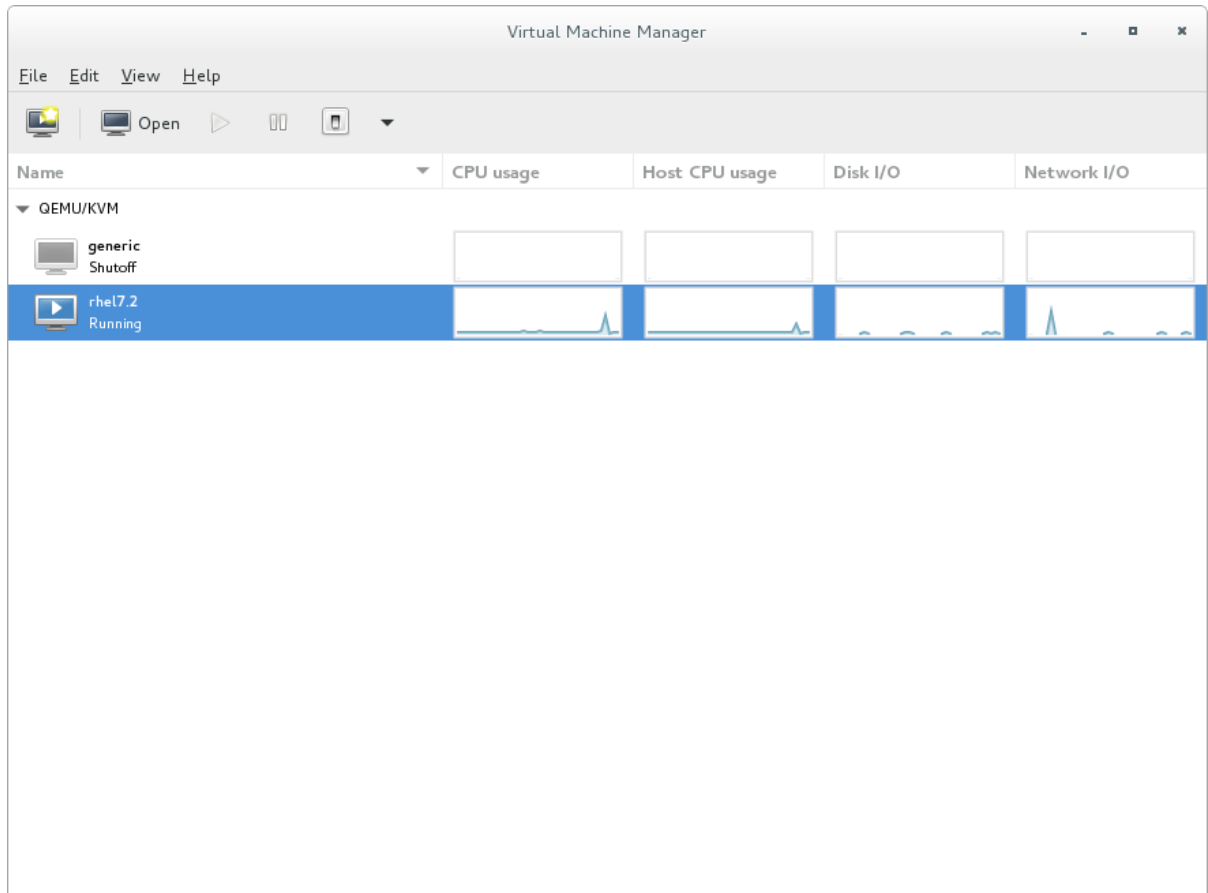 Virtual Machine Manager
File Edit View Help
Open
Name CPU usage Host CPU usage Disk I/O Network I/O
QEMU/KVM
generic
Shutoff
rhel7.2
Running